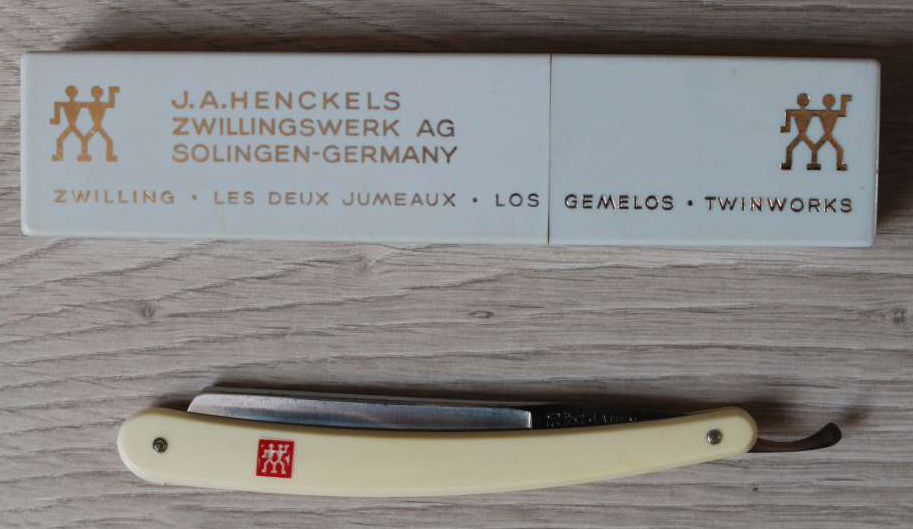 J.A.HENCKELS
ZWILLINGSWERK AG
SOLINGEN-GERMANY
ZWILLING • LES DEUX JUMEAUX • LOS GEMELOS • TWINWORKS